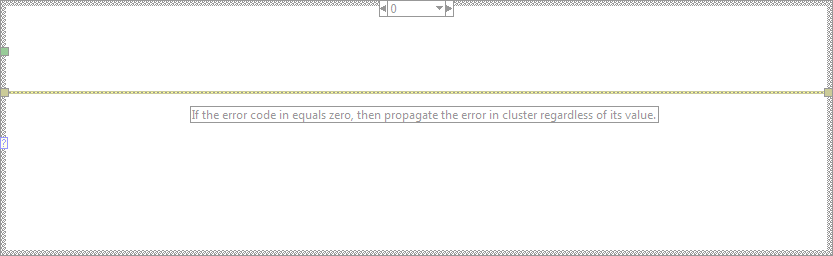 0
If the error code in equals zero, then propagate the error in cluster regardless of its value.
?